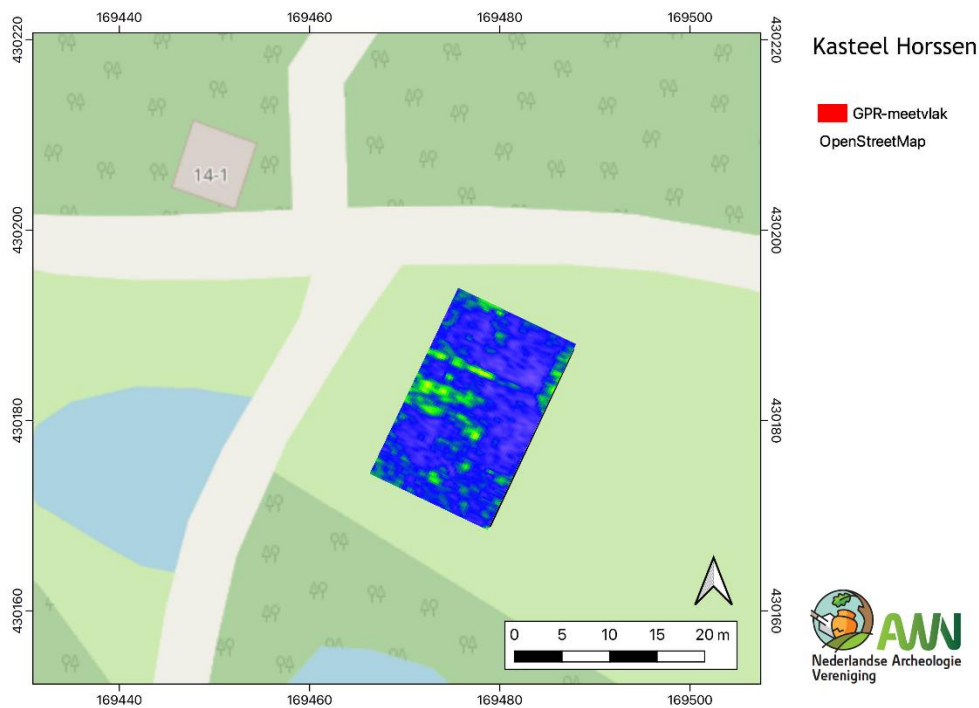 169440 169460 169480 169500
430220 430220
Kasteel Horssen
GPR-meetvlak
OpenStreetMap
14-1
430200 430200
430180 430180
430160 430160
0 5 10 15 20 m
169440 169460 169480 169500
AWN
Nederlandse Archeologie
Vereniging